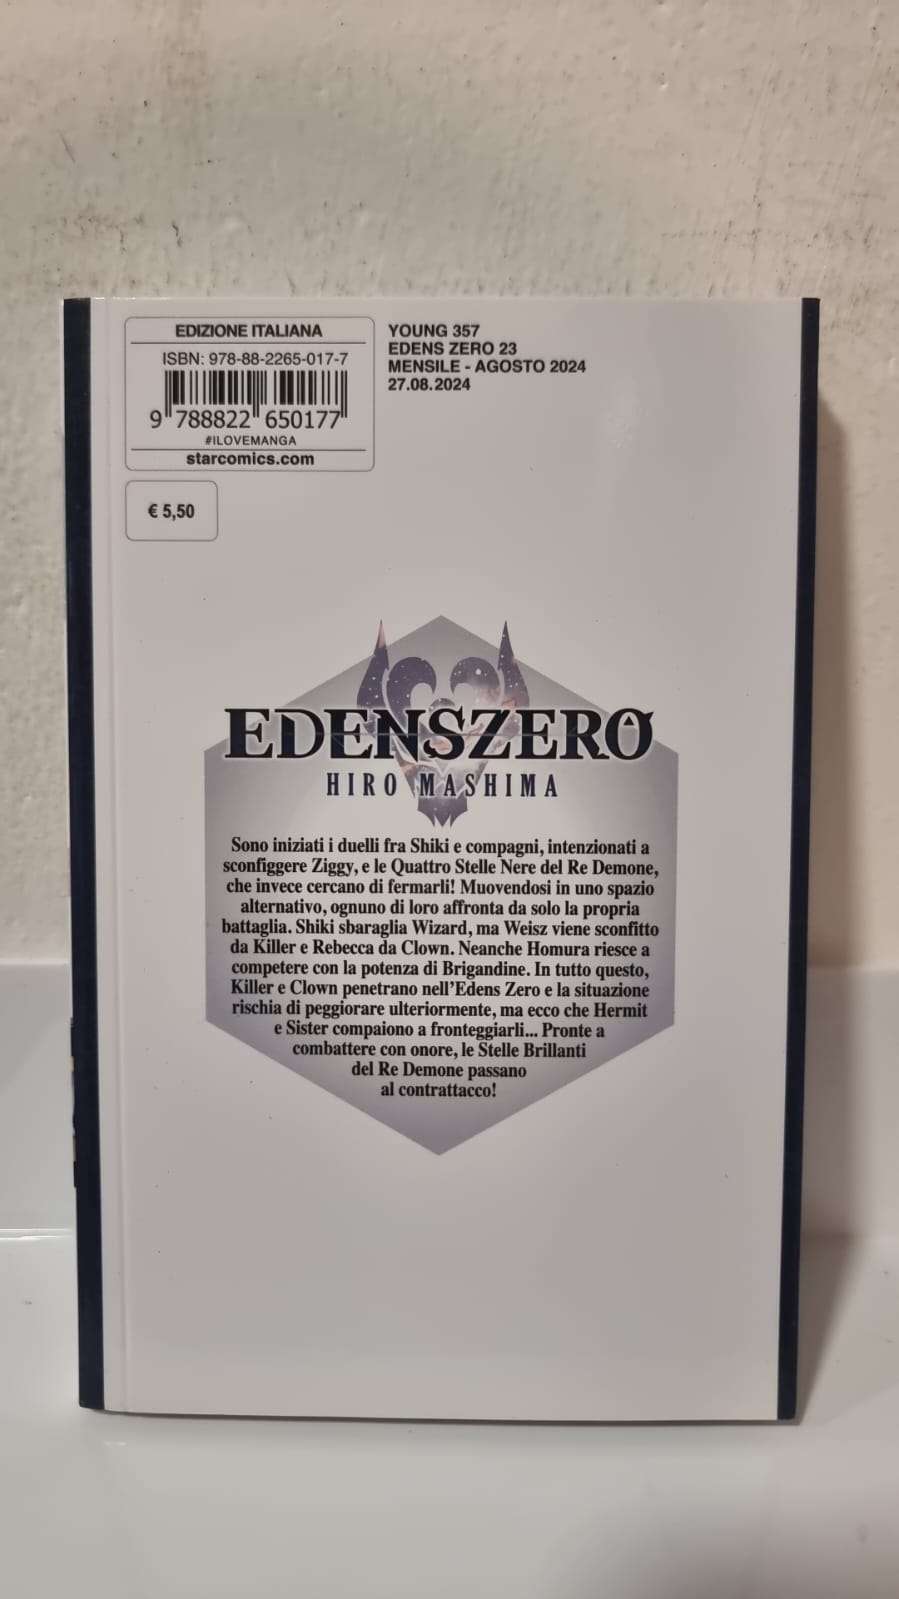 EDIZIONE ITALIANA
ISBN: 978-88-2265-017-7
9 788822 650177
#ILOVEMANGA
starcomics.com
€ 5,50
YOUNG 357
EDENS ZERO 23
MENSILE - AGOSTO 2024
27.08.2024
EDENSZERO
HIRO MASHIMA
Sono iniziati i duelli fra Shiki e compagni, intenzionati a
sconfiggere Ziggy, e le Quattro Stelle Nere del Re Demone,
che invece cercano di fermarli! Muovendosi in uno spazio
alternativo, ognuno di loro affronta da solo la propria
battaglia. Shiki sbaraglia Wizard, ma Weisz viene sconfitto
da Killer e Rebecca da Clown. Neanche Homura riesce a
competere con la potenza di Brigandine. In tutto questo,
Killer e Clown penetrano nell'Edens Zero e la situazione
rischia di peggiorare ulteriormente, ma ecco che Hermit
e Sister compaiono a fronteggiarli... Pronte a
combattere con onore, le Stelle Brillanti
del Re Demone passano
al contrattacco!